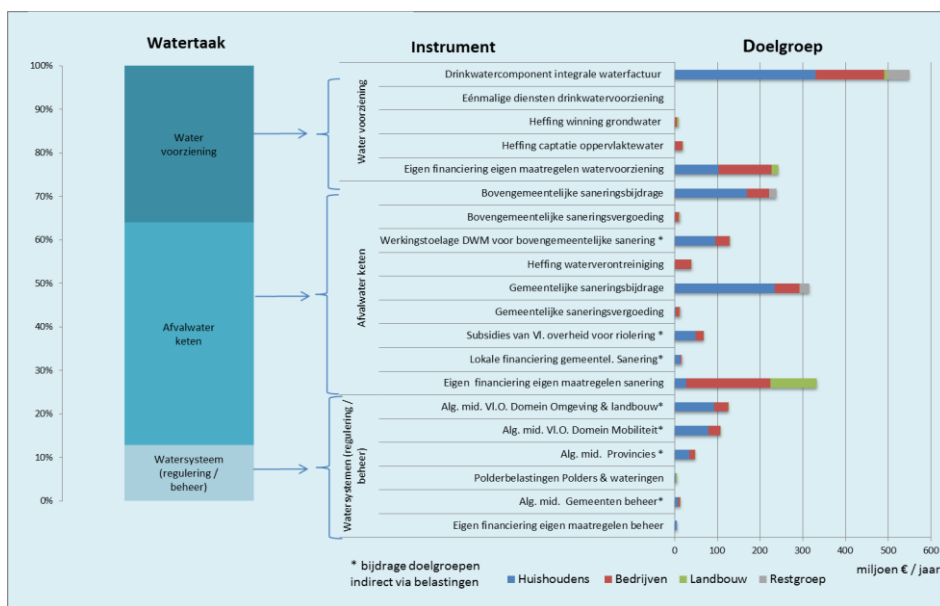 Watertaak
Instrument
Doelgroep
100%
90%
80%
70%
60%
50%
40%
30%
20%
10%
0%
Water
voorziening
Afvalwater
keten
Watersysteem
(regulering /
beheer)
Water voorziening
Afvalwater keten
Watersystemen (regulering /
beheer)
Drinkwatercomponent integrale waterfactuur
Eénmalige diensten drinkwatervoorziening
Heffing winning grondwater
Heffing captatie oppervlaktewater
Eigen financiering eigen maatregelen watervoorziening
Bovengemeentelijke saneringsbijdrage
Bovengemeentelijke saneringsvergoeding
Werkingstoelage DWM voor bovengemeentelijke sanering *
Heffing waterverontreiniging
Gemeentelijke saneringsbijdrage
Gemeentelijke saneringsvergoeding
Subsidies van Vl. overheid voor riolering *
Lokale financiering gemeentel. Sanering*
Eigen financiering eigen maatregelen sanering
Alg. mid. Vl.O. Domein Omgeving & landbouw*
Alg. mid. Vl.O. Domein Mobiliteit*
Alg. mid. Provincies *
Polderbelastingen Polders & wateringen
Alg. mid. Gemeenten beheer*
Eigen financiering eigen maatregelen beheer
0 100 200 300 400 500 600
miljoen € / jaar
* bijdrage doelgroepen
indirect via belastingen
Huishoudens Bedrijven Landbouw Restgroep